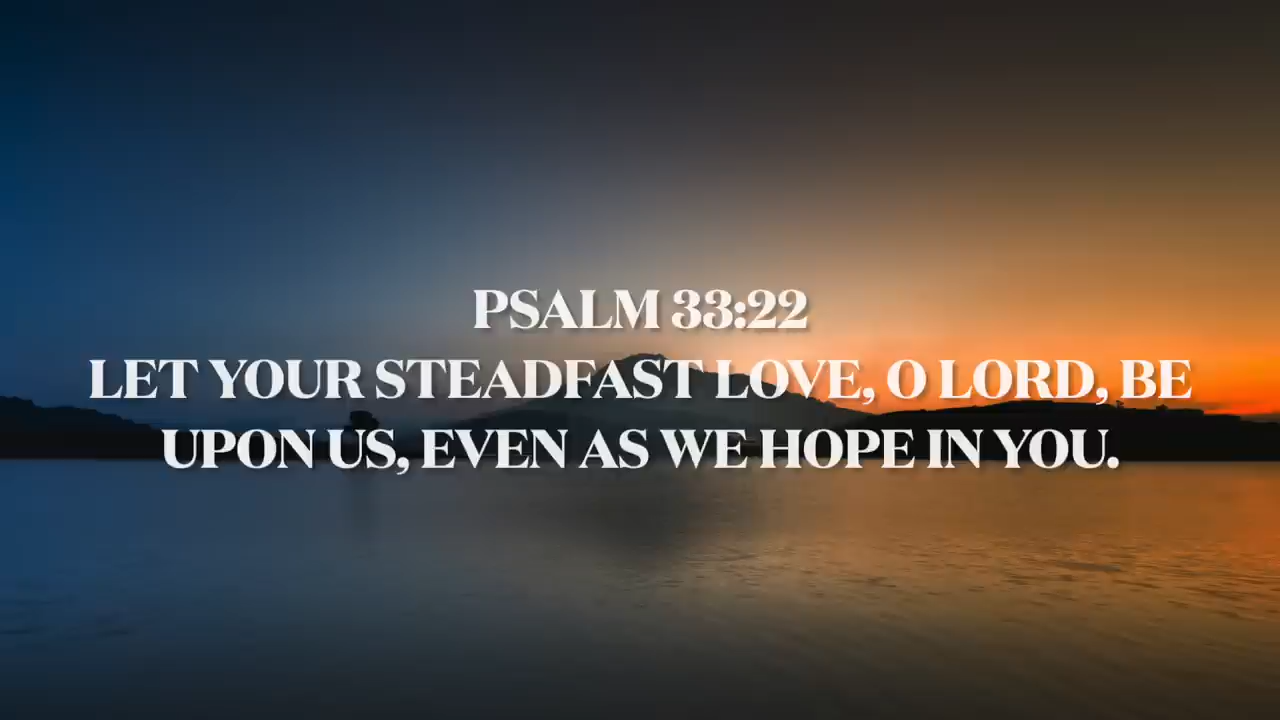 PSALM 33:22
LET YOUR STEADFAST LOVE, O LORD, BE
UPON US, EVEN AS WE HOPE IN YOU.